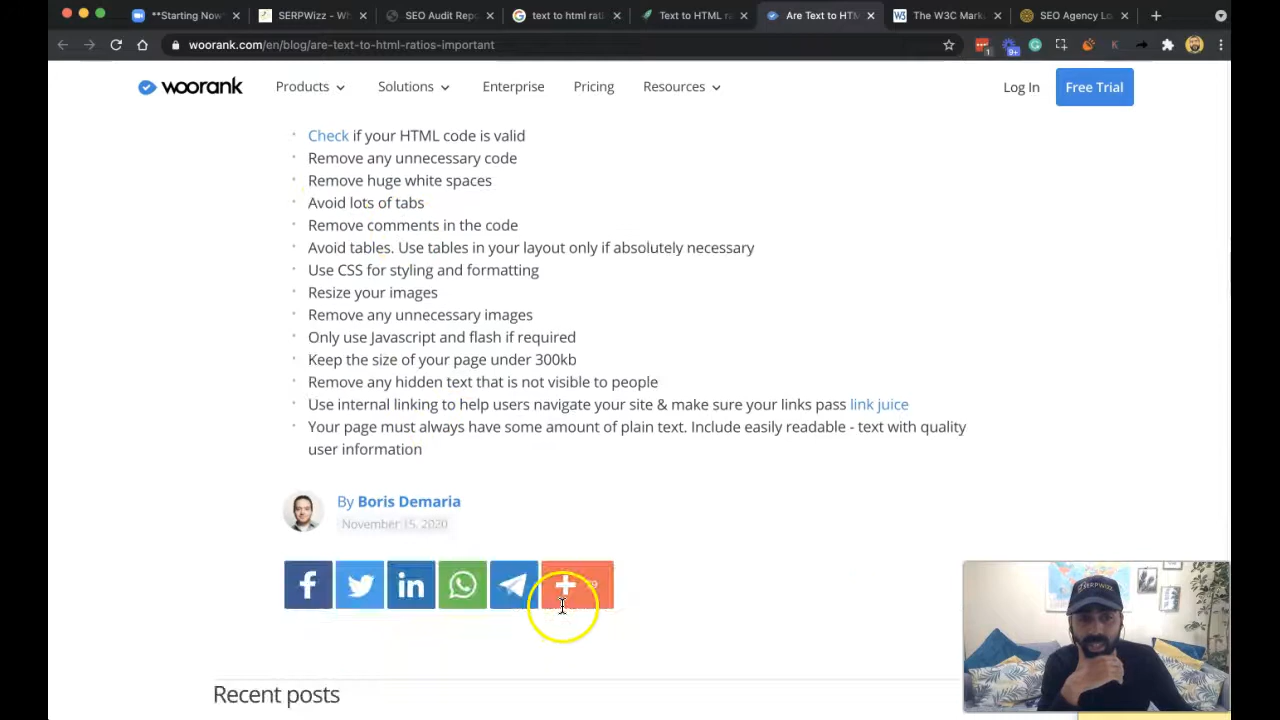 **Starting Now
SERPWizz - Wh
SEO Audit Repo
text to html rati
Text to HTML ra
Are Text to HTM
The W3C Mark
SEO Agency Lo
woorank.com/en/blog/are-text-to-html-ratios-important
1
9+
woorank
Products
Solutions
Enterprise
Pricing
Resources
Log In
Free Trial
Check if your HTML code is valid
Remove any unnecessary code
Remove huge white spaces
Avoid lots of tabs
Remove comments in the code
Avoid tables. Use tables in your layout only if absolutely necessary
Use CSS for styling and formatting
Resize your images
Remove any unnecessary images
Only use Javascript and flash if required
Keep the size of your page under 300kb
Remove any hidden text that is not visible to people
Use internal linking to help users navigate your site & make sure your links pass link juice
Your page must always have some amount of plain text. Include easily readable - text with quality
user information
By Boris Demaria
November 15, 2020
SERPWIZZ
Recent posts